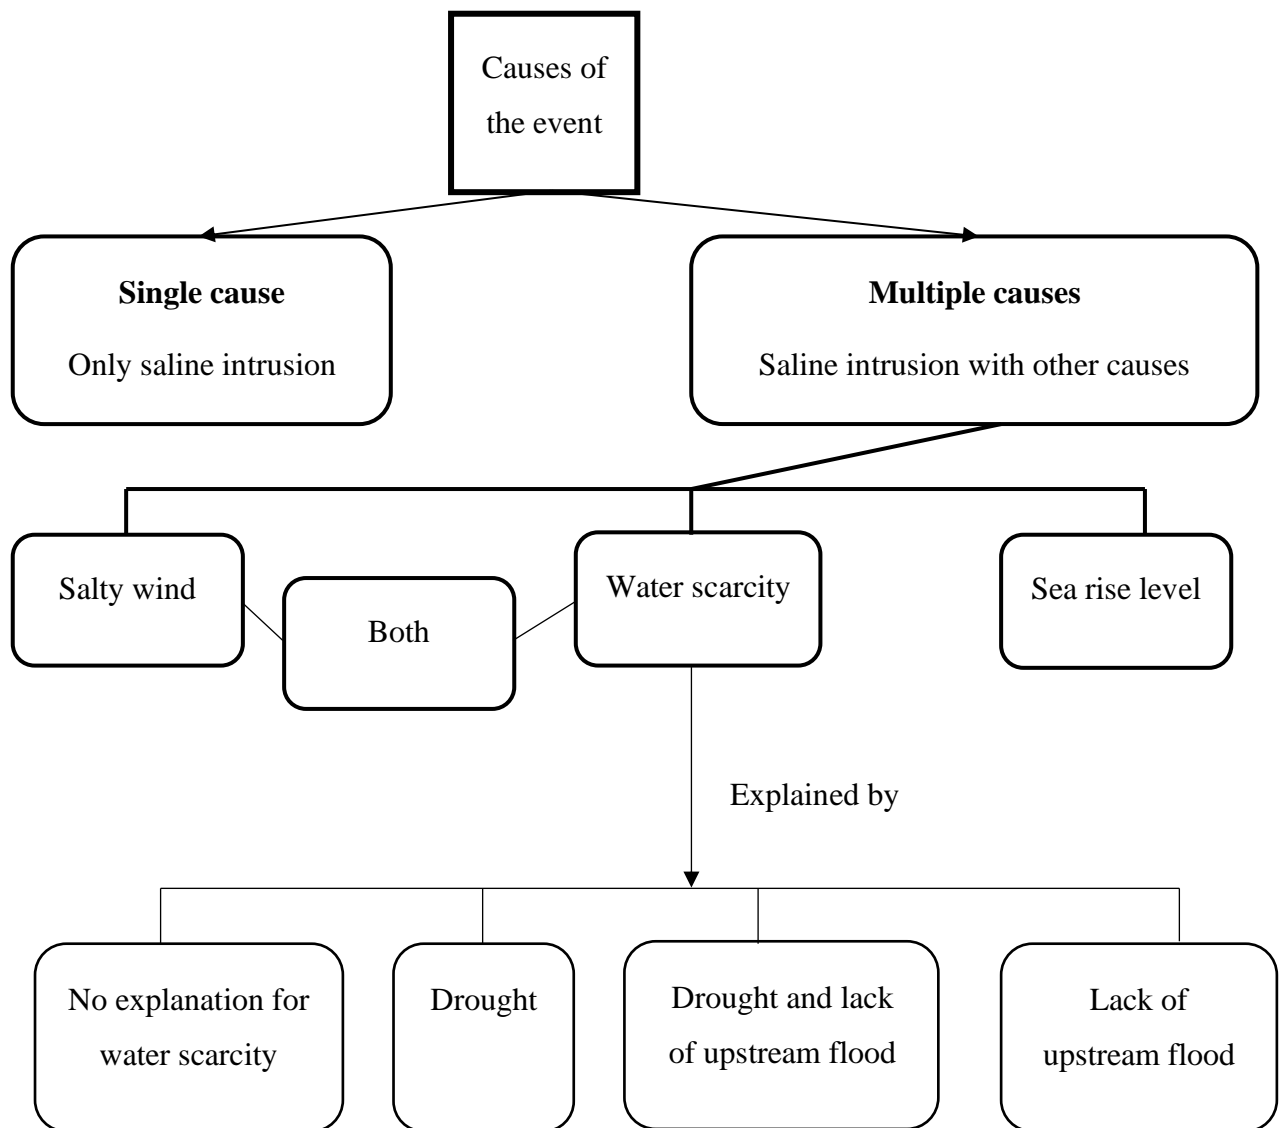 Causes of
the event
Single cause
Only saline intrusion
Multiple causes
Saline intrusion with other causes
Salty wind
Both
Water scarcity
Sea rise level
Explained by
No explanation for
water scarcity
Drought
Drought and lack
of upstream flood
Lack of
upstream flood